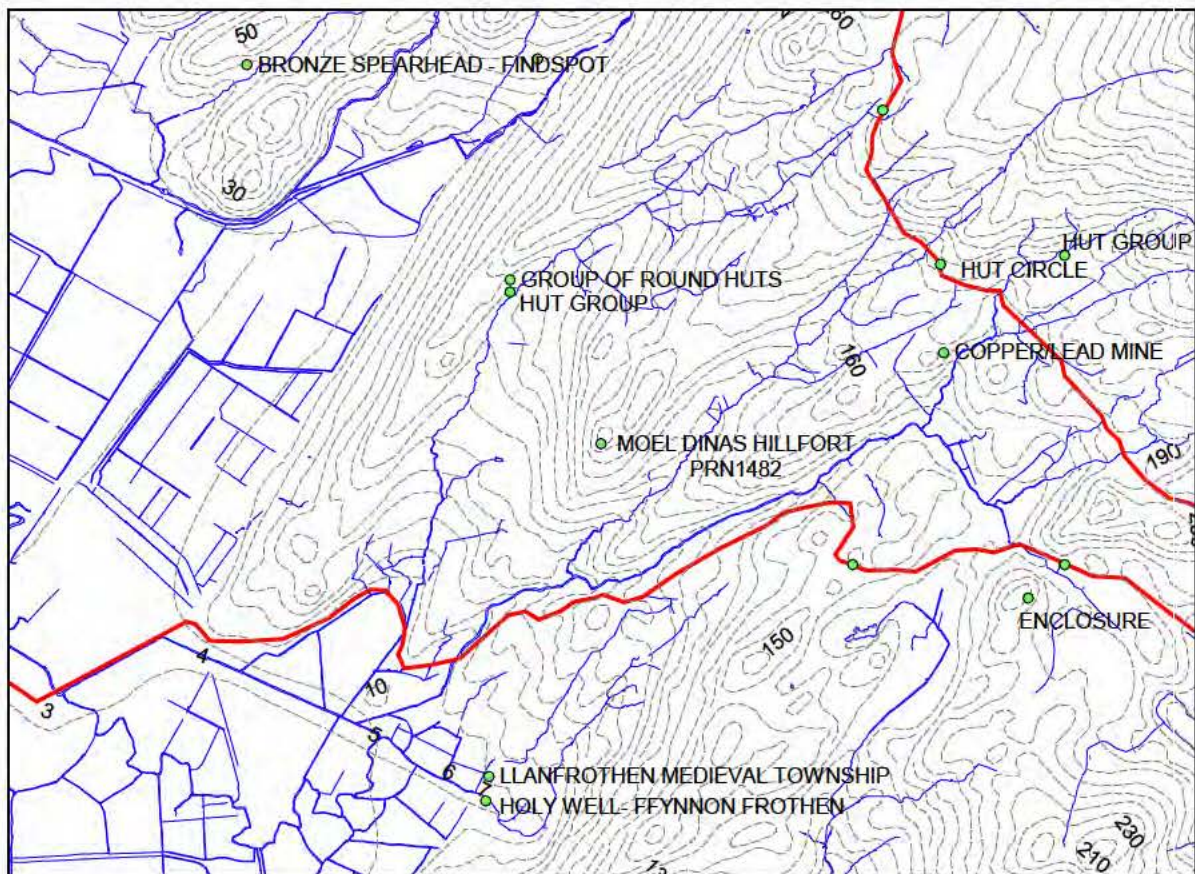 60
50
BRONZE SPEARHEAD - FINDSPOT
30
HUT GROUP
HUT CIRCLE
GROUP OF ROUND HUTS
HUT GROUP
COPPER/LEAD MINE
160
MOEL DINAS HILLFORT
PRN1482
190
ENCLOSURE
150
4
10
3
5
6
7
LLANFROTHEN MEDIEVAL TOWNSHIP
HOLY WELL- FFYNNON FROTHEN
230
210